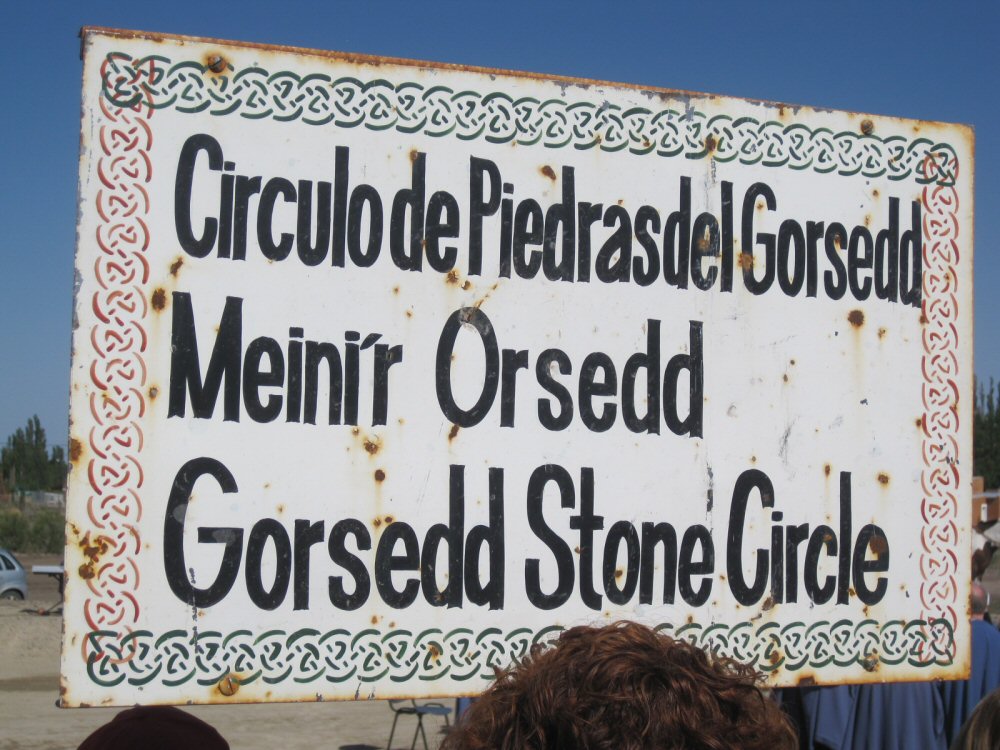 Circulo de Piedras del Gorsedd
Meini'r Orsedd
Gorsedd Stone Circle